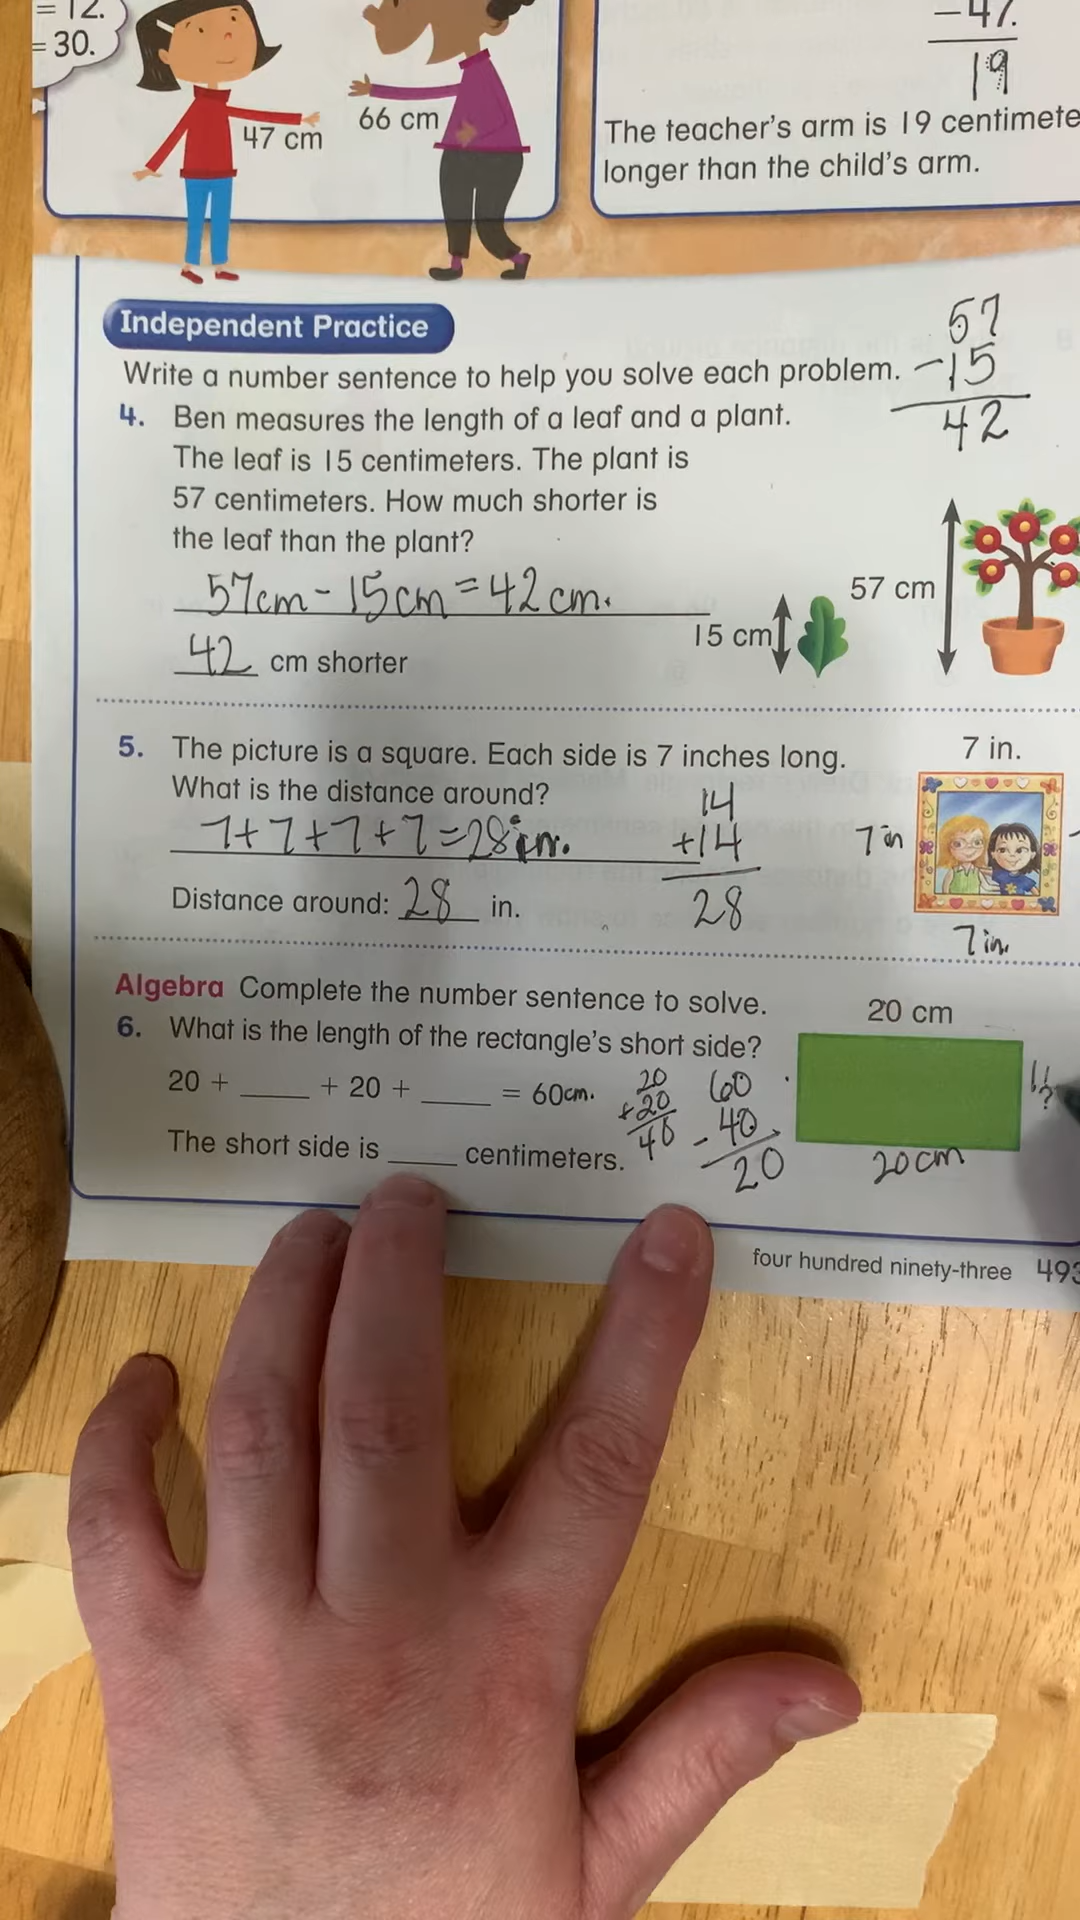 = 12.
= 30.
47 cm
66 cm
- 47.
19
The teacher's arm is 19 centimete
longer than the child's arm.
Independent Practice
Write a number sentence to help you solve each problem.
57
-15
42
4. Ben measures the length of a leaf and a plant.
The leaf is 15 centimeters. The plant is
57 centimeters. How much shorter is
the leaf than the plant?
57cm - 15cm = 42cm.
42 cm shorter
15 cm
57 cm
5. The picture is a square. Each side is 7 inches long.
What is the distance around?
7+7+7+7=28in.
Distance around: 28 in.
14
+14
28
7 in.
7in
7in.
Algebra Complete the number sentence to solve.
6. What is the length of the rectangle's short side?
20 + ____ + 20 + ____ = 60cm.
The short side is ____ centimeters.
20
+20
40
60
- 40
20
20 cm
?
20cm
four hundred ninety-three 493